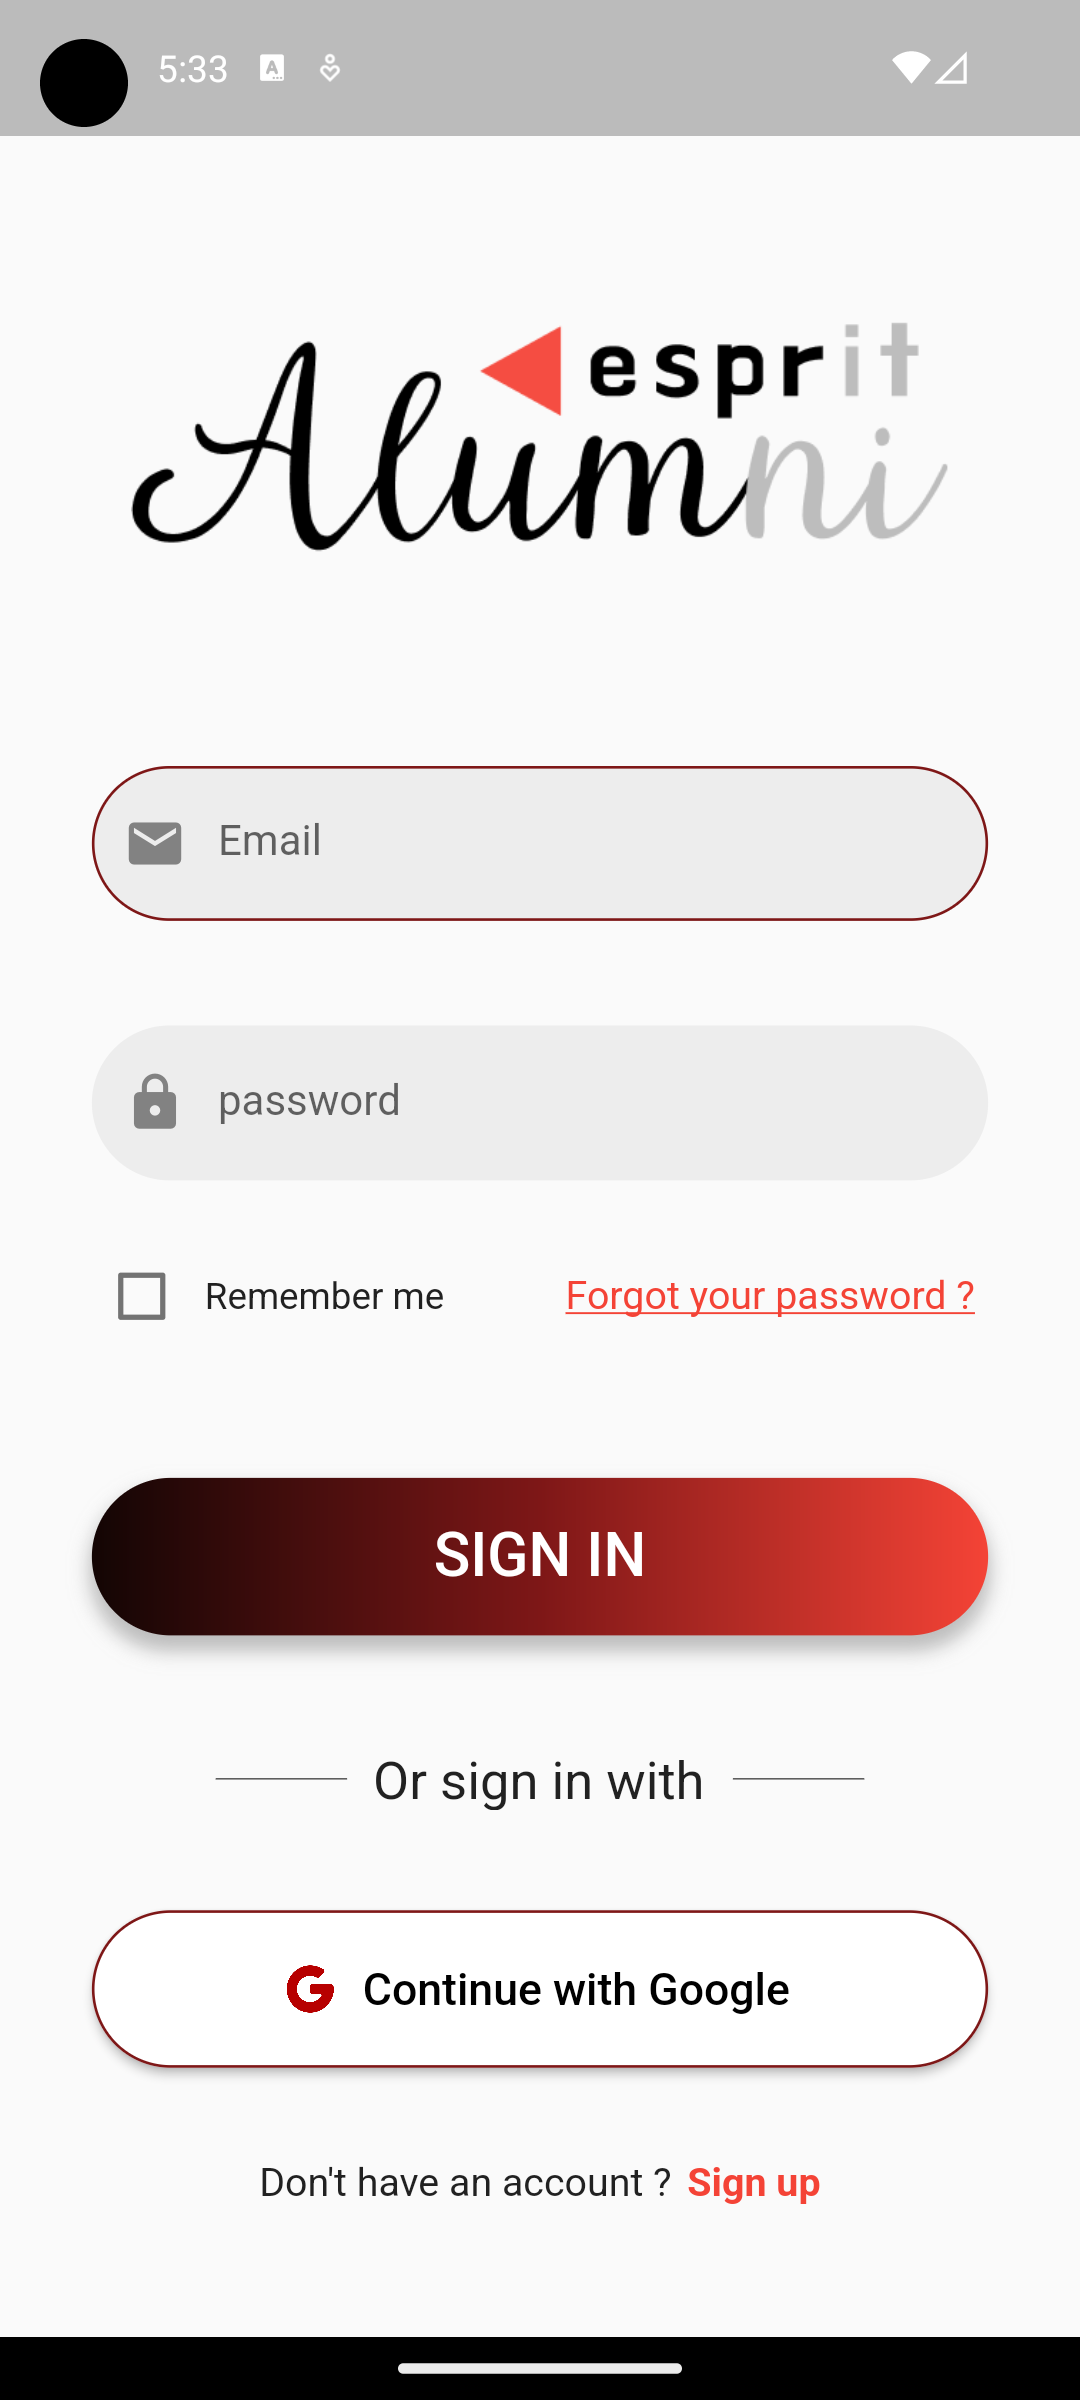 5:33
esprit
Alumni
Email
password
Remember me Forgot your password ?
SIGN IN
Or sign in with
Continue with Google
Don't have an account ? Sign up